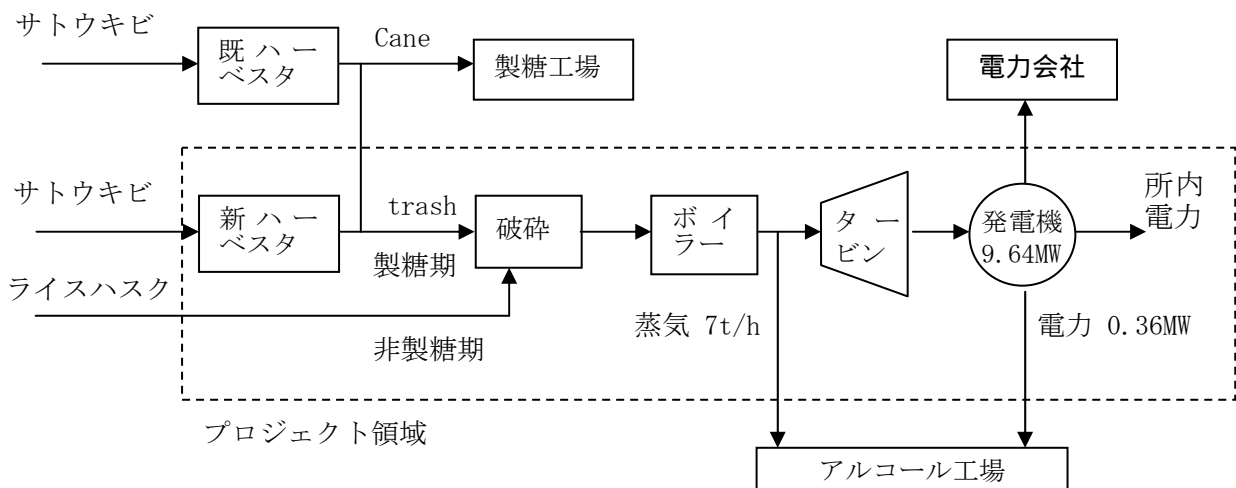 サトウキビ
既ハー
ベスタ
Cane
製糖工場
電力会社
サトウキビ
新ハー
ベスタ
trash
製糖期
破砕
ボイ
ラー
ター
ビン
発電機
9.64MW
所内
電力
ライスハスク
非製糖期
蒸気 7t/h
電力 0.36MW
プロジェクト領域
アルコール工場